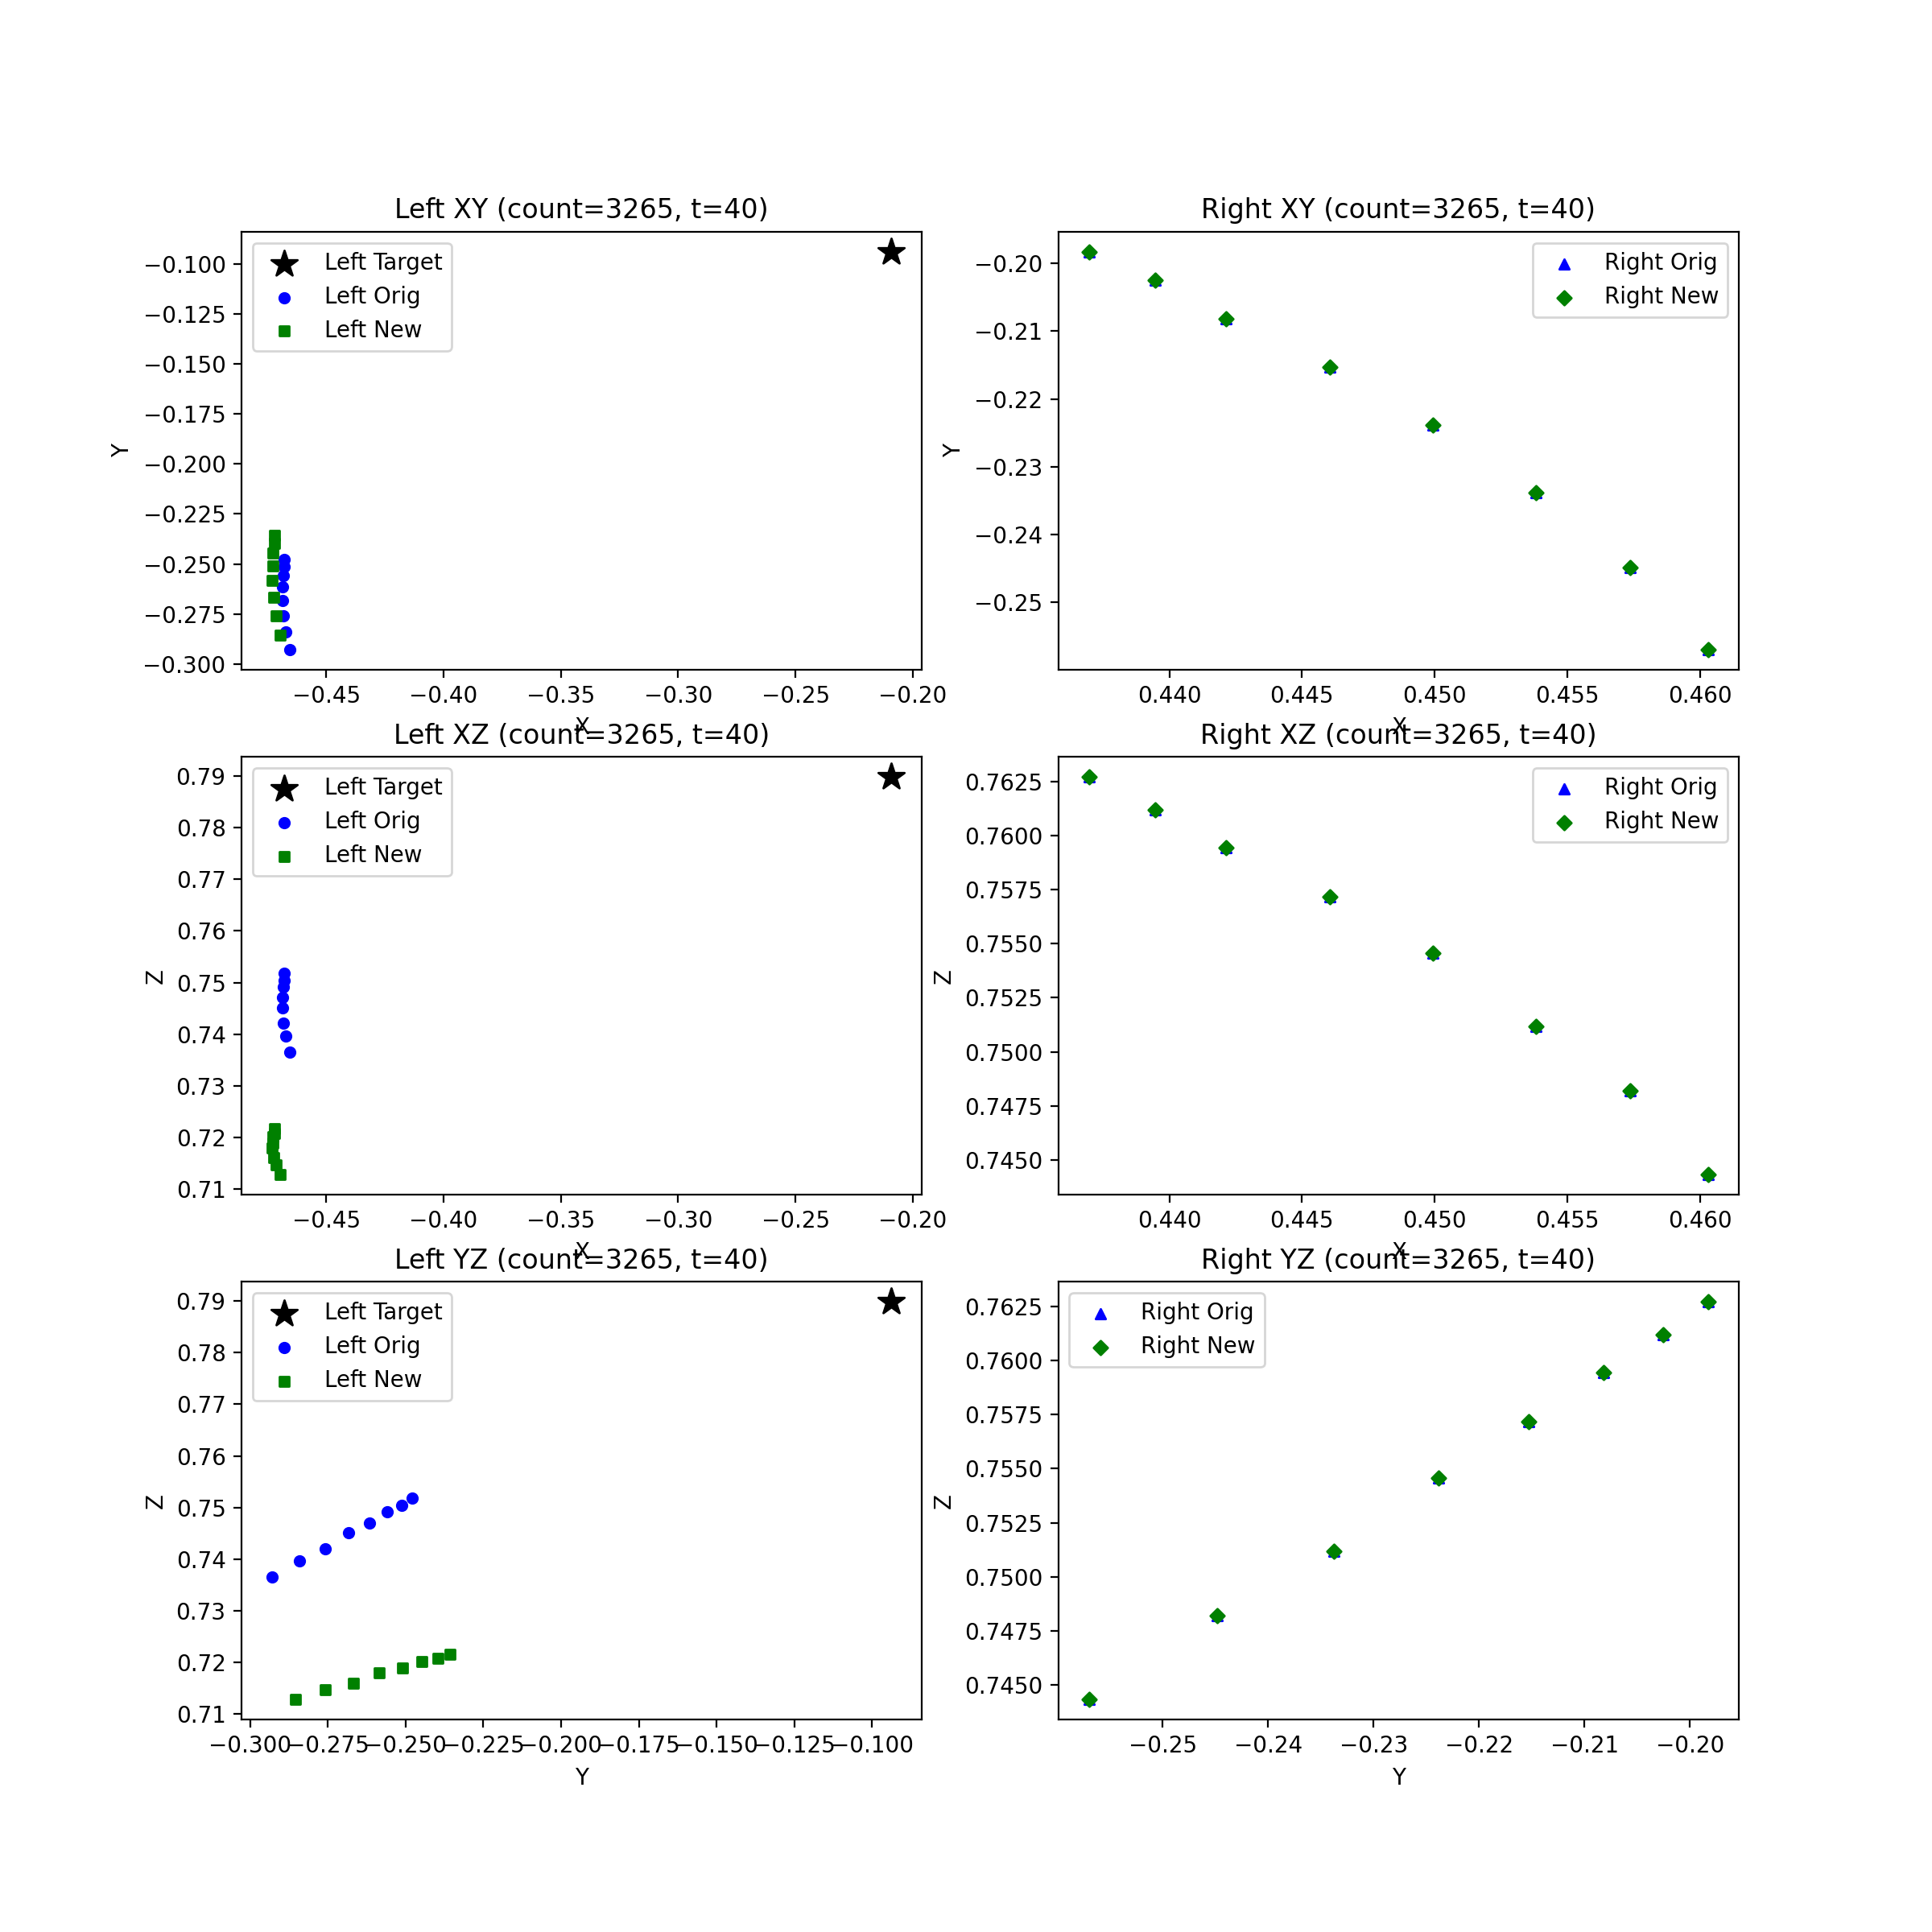 Left XY (count=3265, t=40)
Left Target
Left Orig
Left New
−0.100
−0.125
−0.150
−0.175
−0.200
−0.225
−0.250
−0.275
−0.300
Y
−0.45 −0.40 −0.35 −0.30 −0.25 −0.20
X
Right XY (count=3265, t=40)
Right Orig
Right New
−0.20
−0.21
−0.22
−0.23
−0.24
−0.25
Y
0.440 0.445 0.450 0.455 0.460
X
Left XZ (count=3265, t=40)
Left Target
Left Orig
Left New
0.79
0.78
0.77
0.76
0.75
0.74
0.73
0.72
0.71
Z
−0.45 −0.40 −0.35 −0.30 −0.25 −0.20
X
Right XZ (count=3265, t=40)
Right Orig
Right New
0.7625
0.7600
0.7575
0.7550
0.7525
0.7500
0.7475
0.7450
Z
0.440 0.445 0.450 0.455 0.460
X
Left YZ (count=3265, t=40)
Left Target
Left Orig
Left New
0.79
0.78
0.77
0.76
0.75
0.74
0.73
0.72
0.71
Z
−0.300 −0.275 −0.250 −0.225 −0.200 −0.175 −0.150 −0.125 −0.100
Y
Right YZ (count=3265, t=40)
Right Orig
Right New
0.7625
0.7600
0.7575
0.7550
0.7525
0.7500
0.7475
0.7450
Z
−0.25 −0.24 −0.23 −0.22 −0.21 −0.20
Y